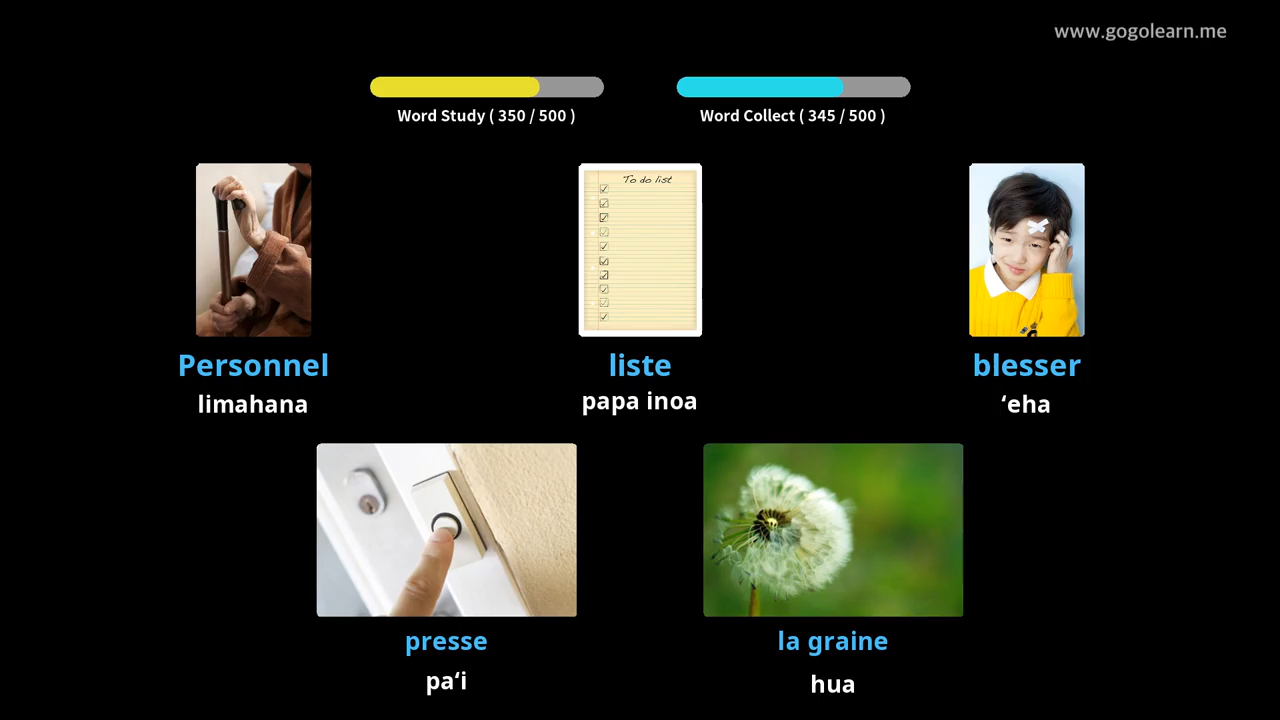 www.gogolearn.me
Word Study ( 350 / 500 )
Word Collect ( 345 / 500 )
To do list
Personnel
limahana
liste
papa inoa
blesser
ʻeha
presse
paʻi
la graine
hua